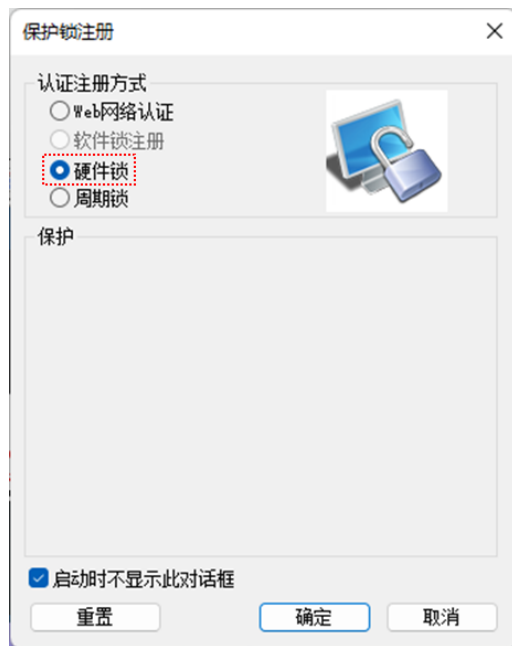 保护锁注册
认证注册方式
Web网络认证
软件锁注册
硬件锁
周期锁
保护
启动时不显示此对话框
重置
确定
取消